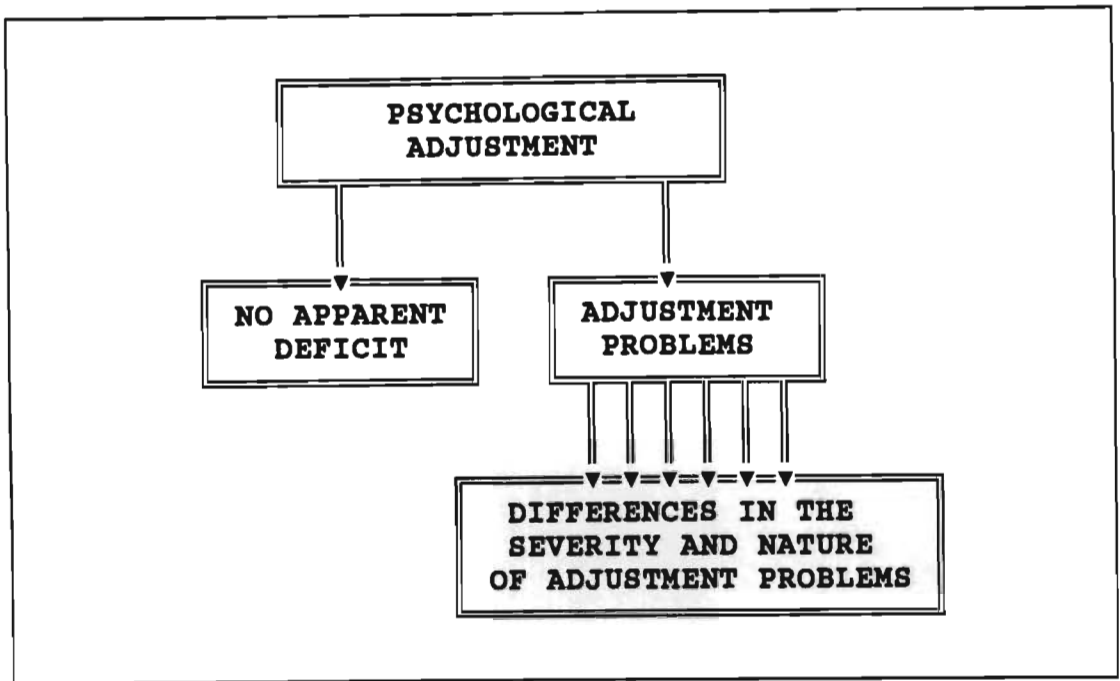 PSYCHOLOGICAL
ADJUSTMENT
NO APPARENT
DEFICIT
ADJUSTMENT
PROBLEMS
DIFFERENCES IN THE
SEVERITY AND NATURE
OF ADJUSTMENT PROBLEMS